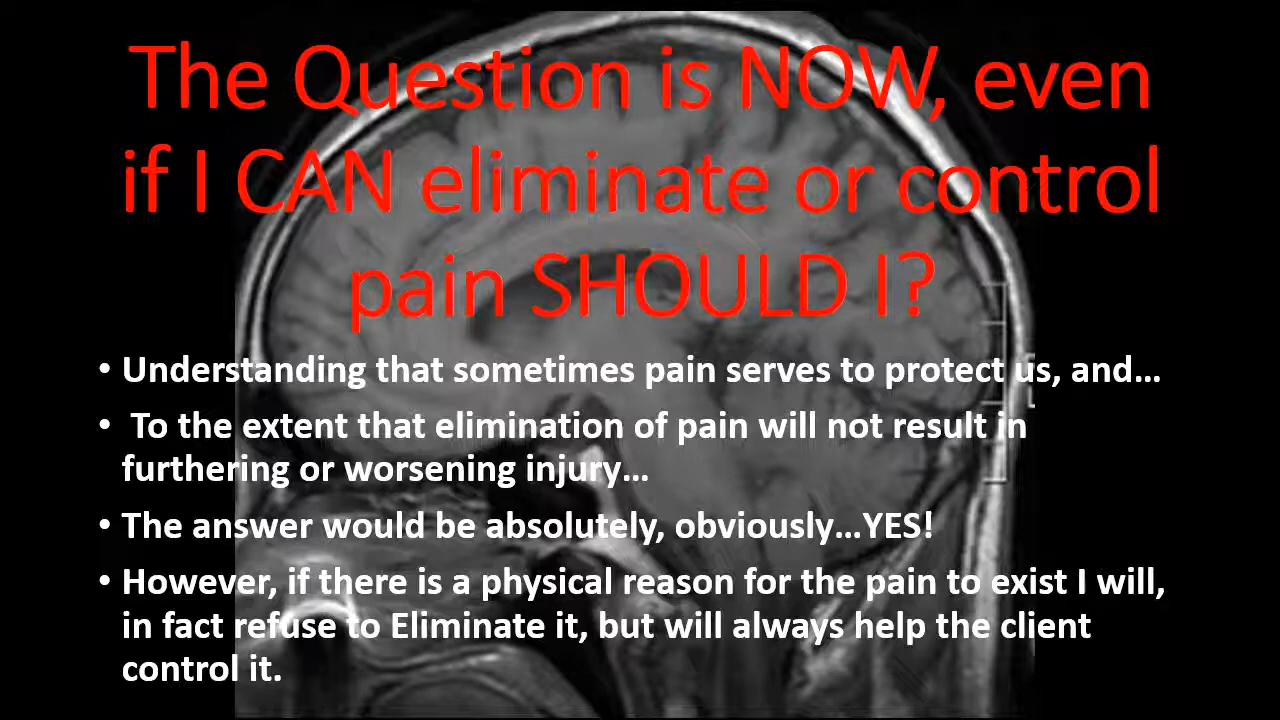 The Question is NOW, even
if I CAN eliminate or control
pain SHOULD I?
• Understanding that sometimes pain serves to protect us, and…
• To the extent that elimination of pain will not result in
furthering or worsening injury…
• The answer would be absolutely, obviously…YES!
• However, if there is a physical reason for the pain to exist I will,
in fact refuse to Eliminate it, but will always help the client
control it.